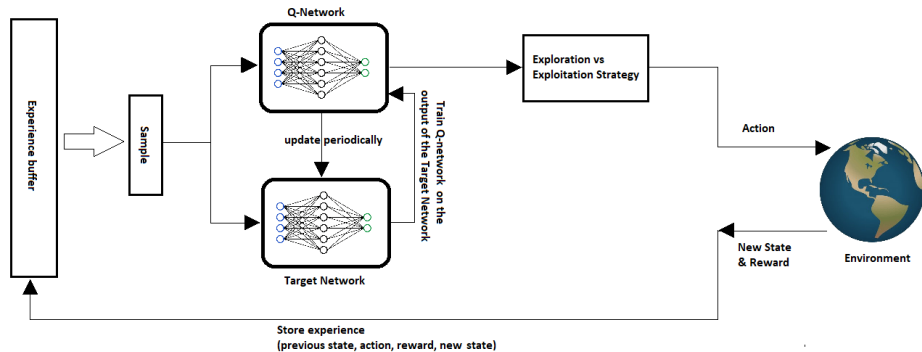 Q-Network
Experience buffer
Sample
update periodically
Train Q-network on the
output of the Target Network
Target Network
Exploration vs
Exploitation Strategy
Action
New State
& Reward
Environment
Store experience
(previous state, action, reward, new state)